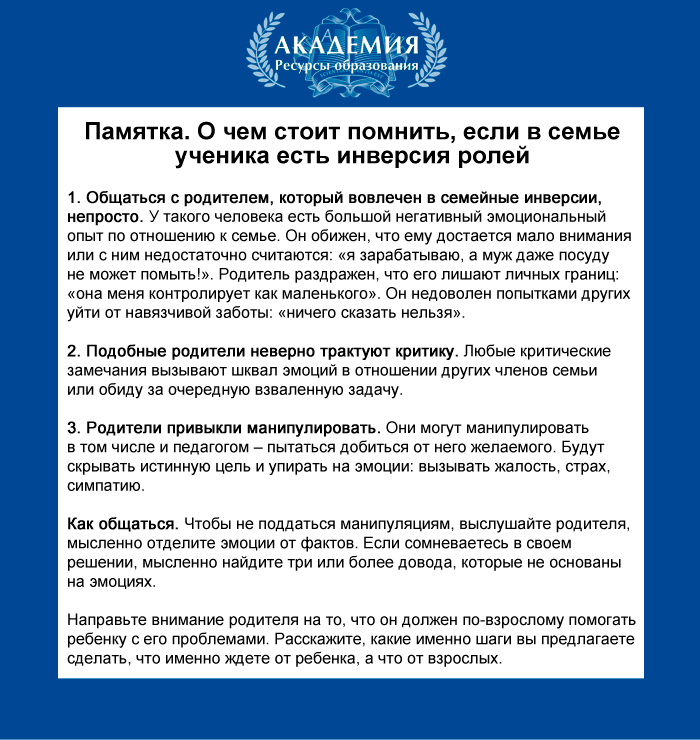 АКАДЕМИЯ
Ресурсы образования
Памятка. О чем стоит помнить, если в семье
ученика есть инверсия ролей
1. Общаться с родителем, который вовлечен в семейные инверсии,
непросто. У такого человека есть большой негативный эмоциональный
опыт по отношению к семье. Он обижен, что ему достается мало внимания
или с ним недостаточно считаются: «я зарабатываю, а муж даже посуду
не может помыть!». Родитель раздражен, что его лишают личных границ:
«она меня контролирует как маленького». Он недоволен попытками других
уйти от навязчивой заботы: «ничего сказать нельзя».
2. Подобные родители неверно трактуют критику. Любые критические
замечания вызывают шквал эмоций в отношении других членов семьи
или обиду за очередную взваленную задачу.
3. Родители привыкли манипулировать. Они могут манипулировать
в том числе и педагогом – пытаться добиться от него желаемого. Будут
скрывать истинную цель и упирать на эмоции: вызывать жалость, страх,
симпатию.
Как общаться. Чтобы не поддаться манипуляциям, выслушайте родителя,
мысленно отделите эмоции от фактов. Если сомневаетесь в своем
решении, мысленно найдите три или более довода, которые не основаны
на эмоциях.
Направьте внимание родителя на то, что он должен по-взрослому помогать
ребенку с его проблемами. Расскажите, какие именно шаги вы предлагаете
сделать, что именно ждете от ребенка, а что от взрослых.